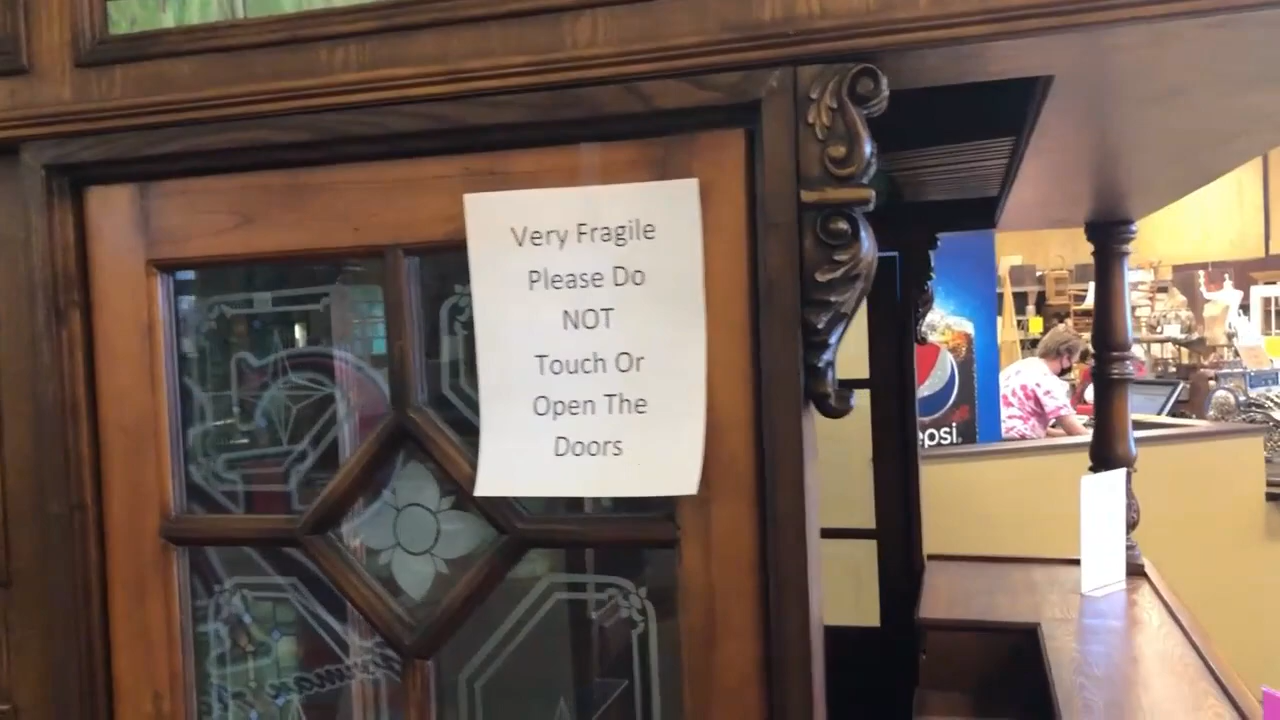 Very Fragile
Please Do
NOT
Touch Or
Open The
Doors
epsi